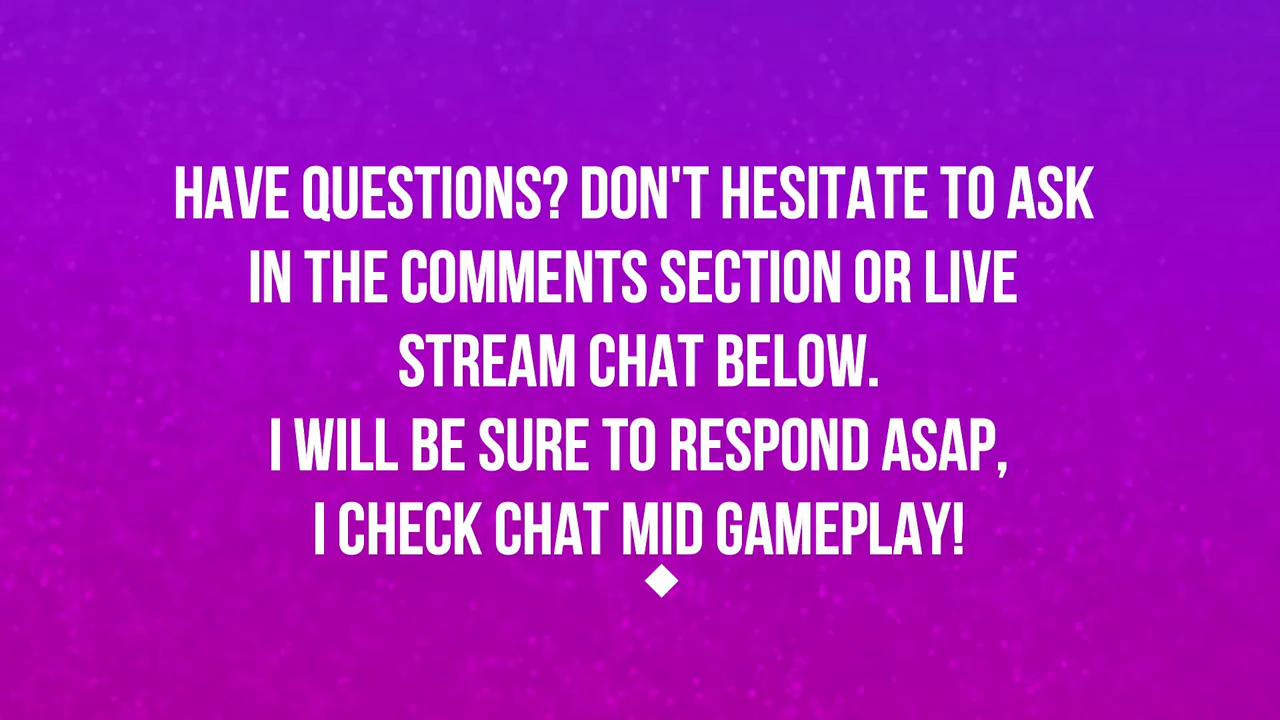 HAVE QUESTIONS? DON'T HESITATE TO ASK
IN THE COMMENTS SECTION OR LIVE
STREAM CHAT BELOW.
I WILL BE SURE TO RESPOND ASAP,
I CHECK CHAT MID GAMEPLAY!